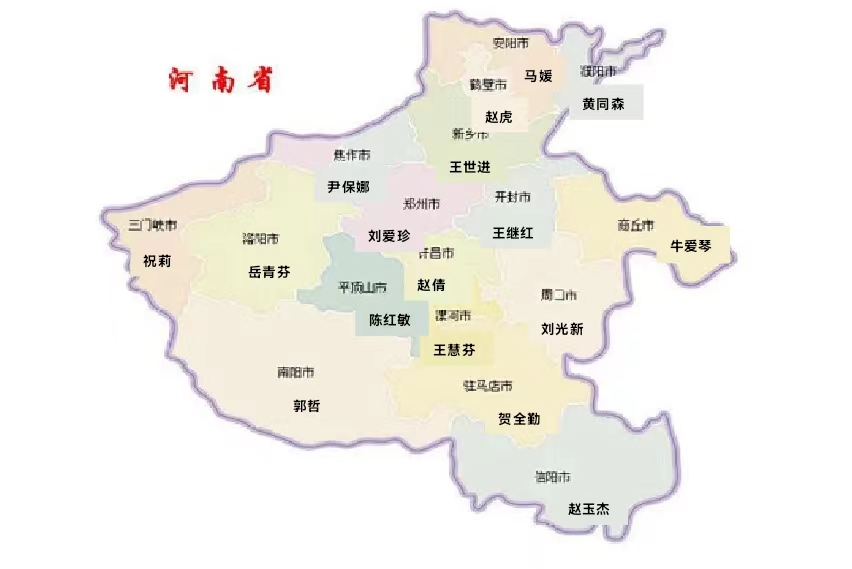 河南省
安阳市
马媛
濮阳市
黄同森
鹤壁市
赵虎
新乡市
王世进
焦作市
尹保娜
郑州市
刘爱珍
开封市
王继红
三门峡市
祝莉
洛阳市
岳青芬
商丘市
牛爱琴
许昌市
赵倩
平顶山市
陈红敏
周口市
刘光新
漯河市
王慧芬
南阳市
郭哲
驻马店市
贺全勤
信阳市
赵玉杰